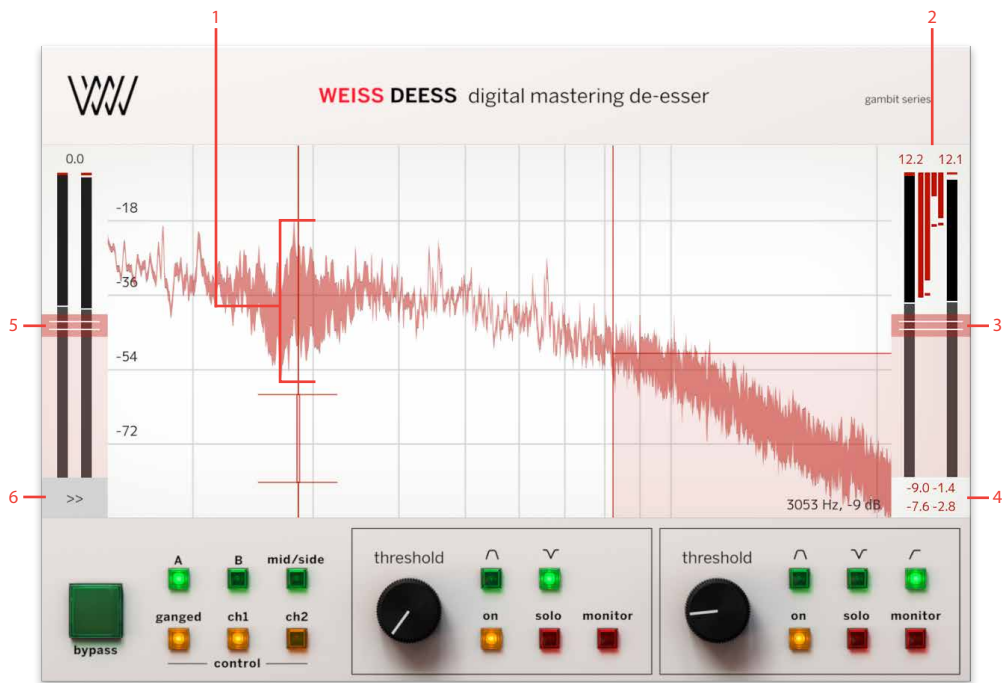 1
2
WEISS DEESS digital mastering de-esser
gambit series
0.0
12.2 12.1
-18
-36
5
3
-54
-72
6
>>
3053 Hz, -9 dB
-9.0 -1.4
-7.6 -2.8
4
A B mid/side
threshold
threshold
ganged ch1 ch2
on solo monitor
on solo monitor
bypass
control